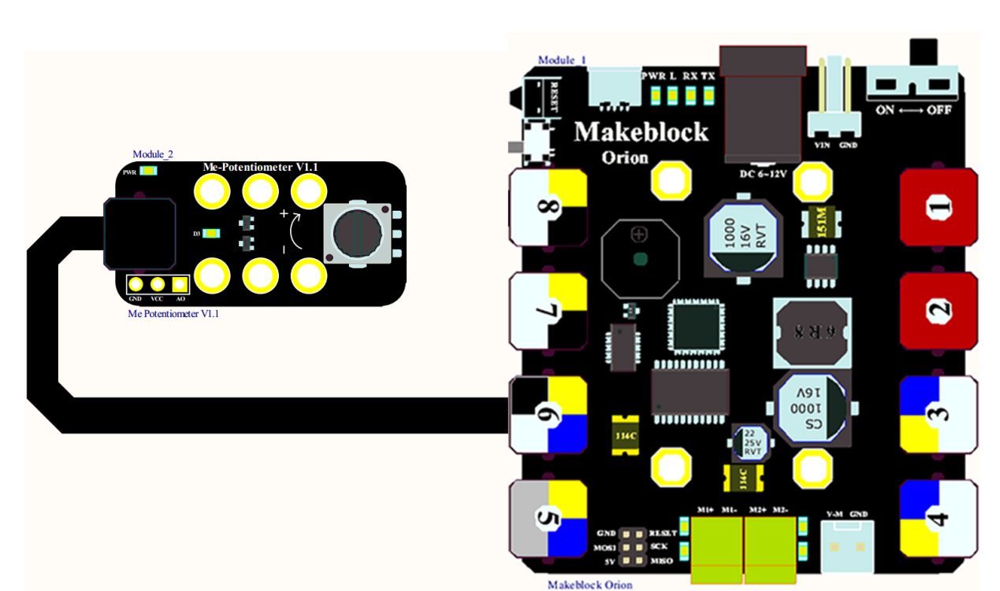 Module_1
PWR L RX TX
RESET
ON ←→ OFF
Makeblock
Orion
VIN GND
DC 6~12V
Module_2
PWR
Me-Potentiometer V1.1
+
-
D3
GND VCC AO
Me Potentiometer V1.1
8
7
6
5
1
2
3
4
1000
16V
RVT
151M
6R8
CS
1000
16V
22
25V
RVT
114C
114C
M1+ M1- M2+ M2-
V-M GND
GND RESET
MOSI SCK
5V MISO
Makeblock Orion